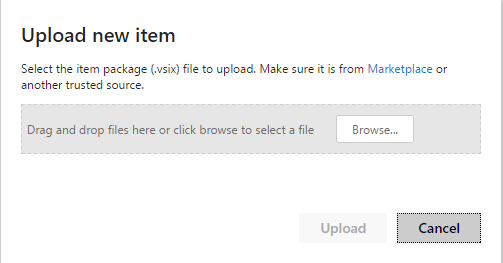 Upload new item
Select the item package (.vsix) file to upload. Make sure it is from Marketplace or
another trusted source.
Drag and drop files here or click browse to select a file Browse...
Upload Cancel